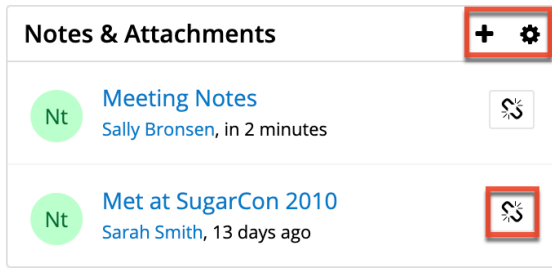 Notes & Attachments
Nt
Meeting Notes
Sally Bronsen, in 2 minutes
Nt
Met at SugarCon 2010
Sarah Smith, 13 days ago